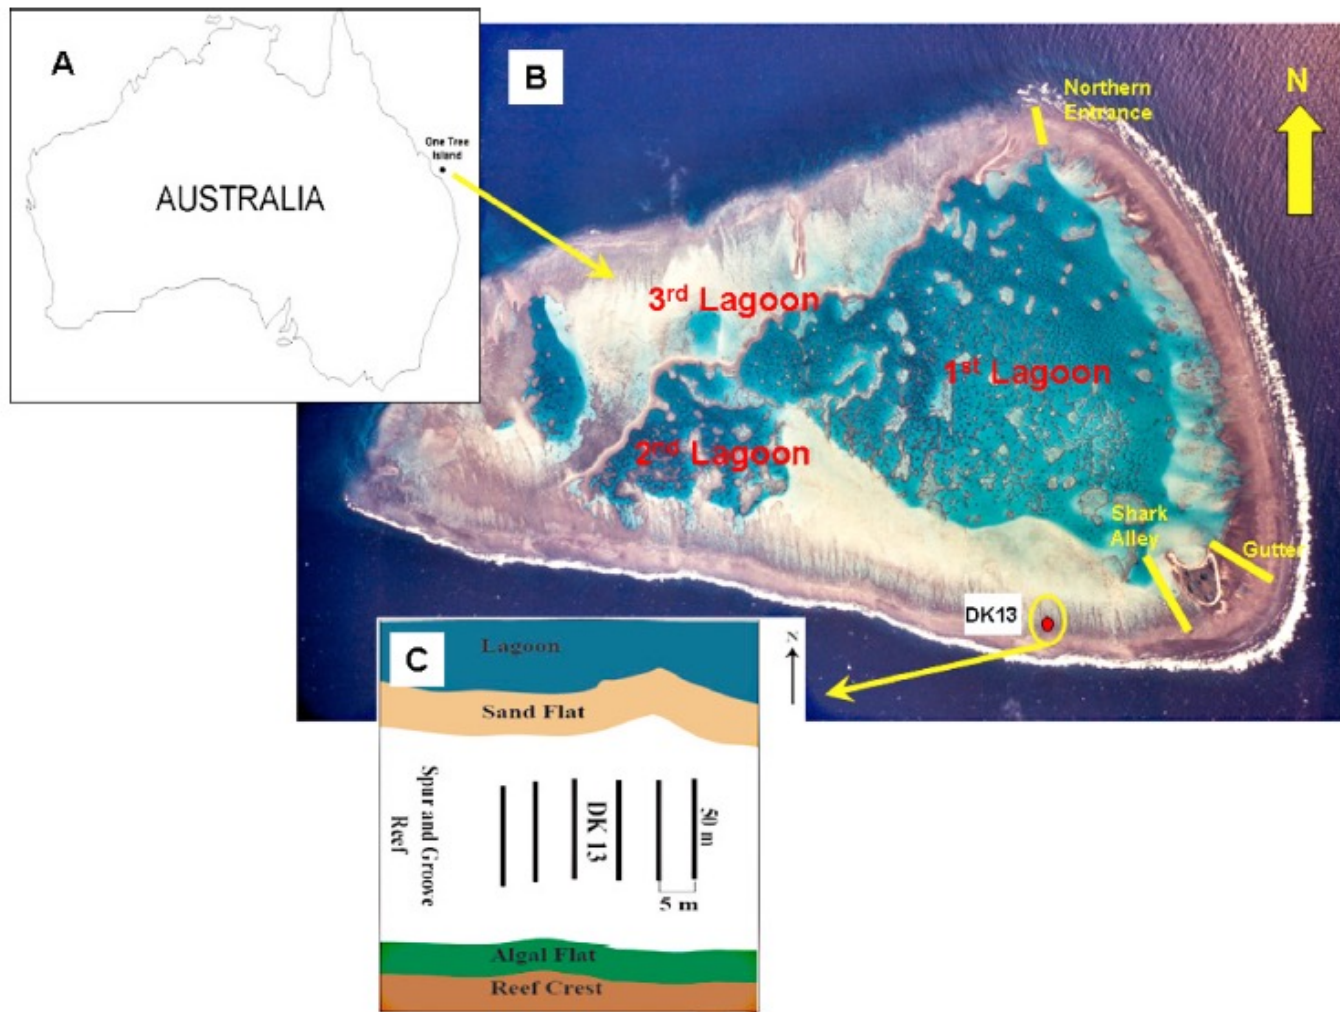 A
One Tree
Island
AUSTRALIA
B
Northern
Entrance
N
3rd Lagoon
1st Lagoon
2nd Lagoon
Shark
Alley
Gutter
DK13
C
Lagoon
N
Sand Flat
Spur and Groove
Reef
DK 13
50 m
5 m
Algal Flat
Reef Crest